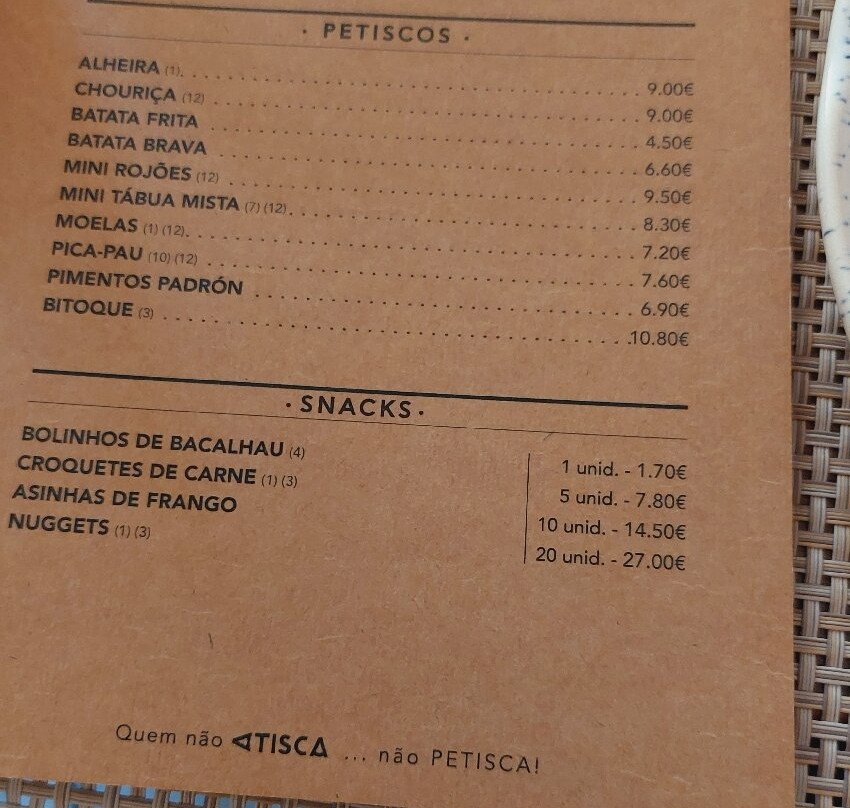 · PETISCOS ·
ALHEIRA (1). 9.00€
CHOURIÇA (12) 9.00€
BATATA FRITA 4.50€
BATATA BRAVA 6.60€
MINI ROJÕES (12) 9.50€
MINI TÁBUA MISTA (7) (12). 8.30€
MOELAS (1) (12). 7.20€
PICA-PAU (10) (12) 7.60€
PIMENTOS PADRÓN 6.90€
BITOQUE (3) 10.80€
· SNACKS ·
BOLINHOS DE BACALHAU (4)
CROQUETES DE CARNE (1) (3)
ASINHAS DE FRANGO
NUGGETS (1) (3)
1 unid. - 1.70€
5 unid. - 7.80€
10 unid. - 14.50€
20 unid. - 27.00€
Quem não ATISCA ... não PETISCA!